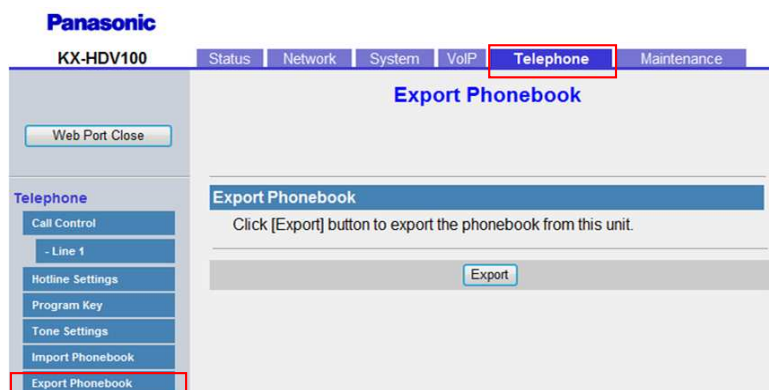 Panasonic
KX-HDV100
Status Network System VoIP Telephone Maintenance
Export Phonebook
Web Port Close
Telephone
Call Control
- Line 1
Hotline Settings
Program Key
Tone Settings
Import Phonebook
Export Phonebook
Export Phonebook
Click [Export] button to export the phonebook from this unit.
Export